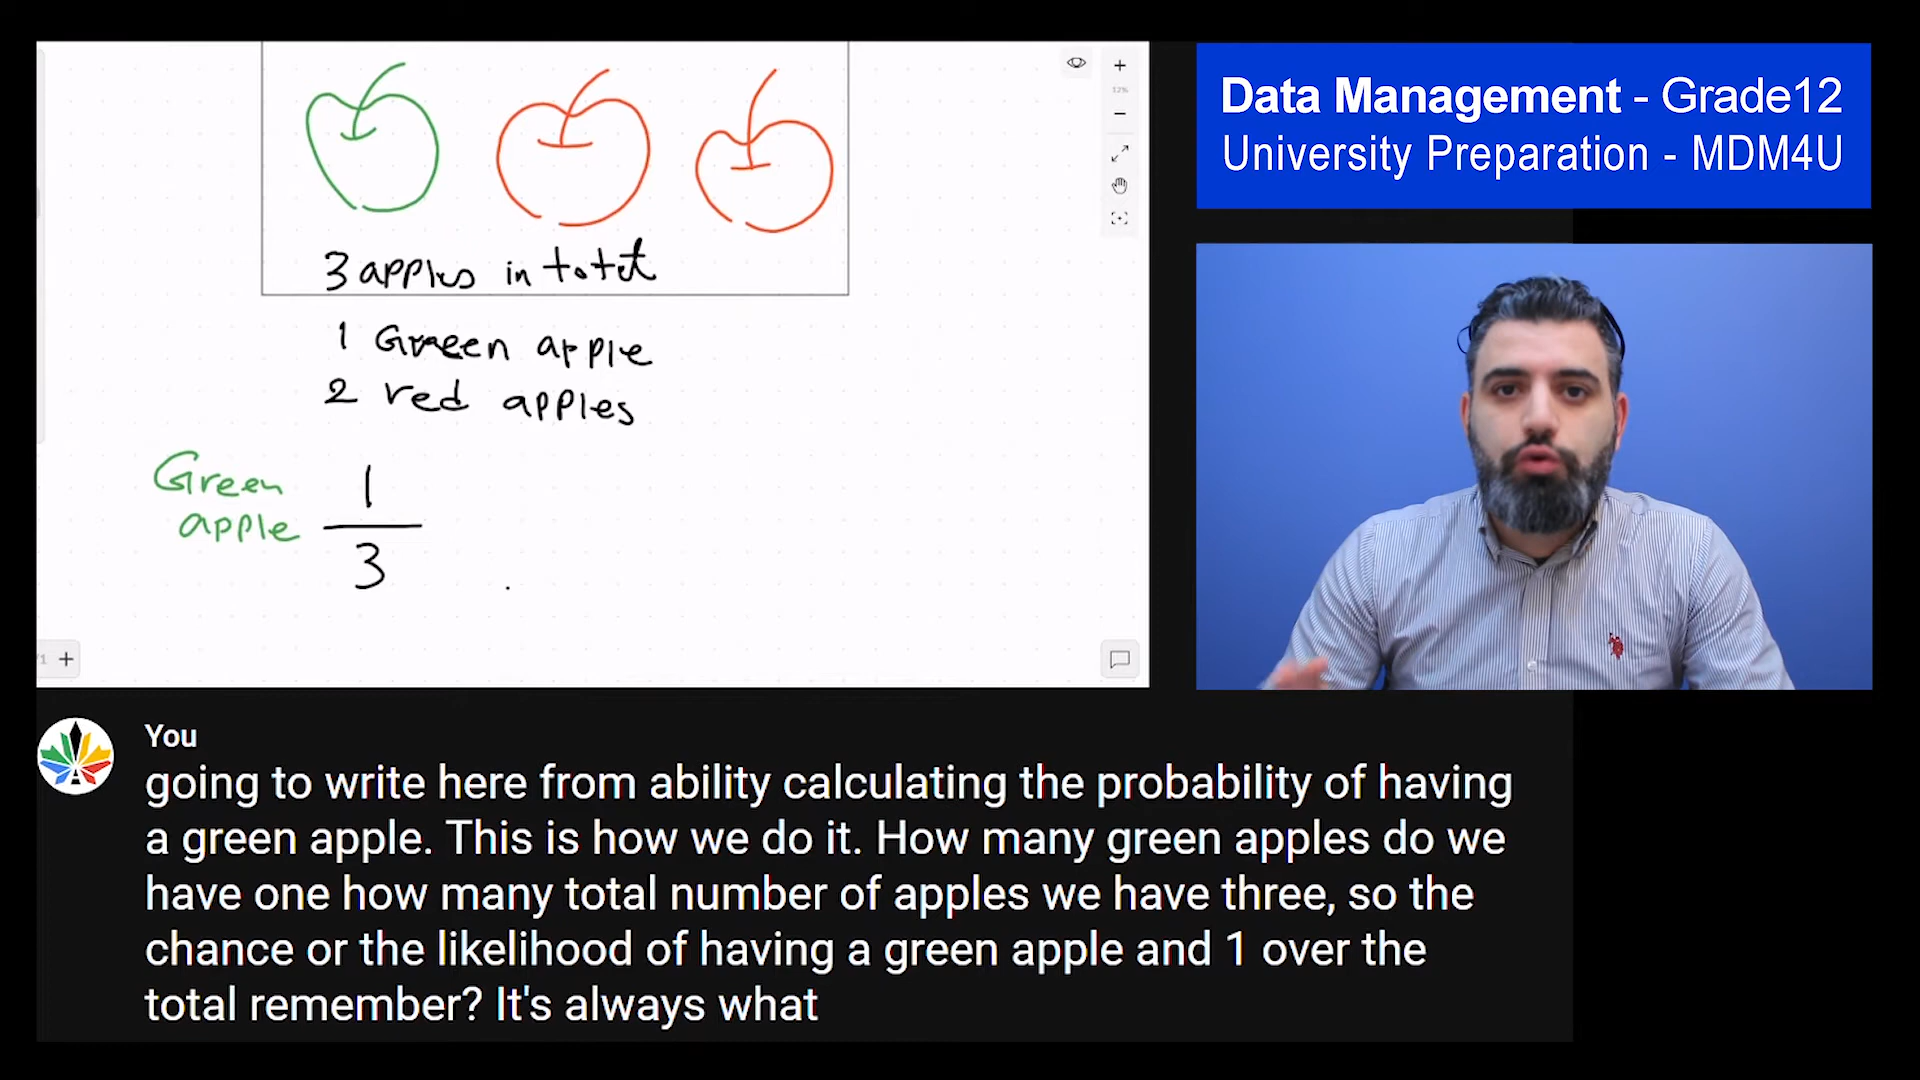 3 apples in total
1 Green apple
2 red apples
Green
apple
1
3
12%
/1
Data Management - Grade12
University Preparation - MDM4U
You
going to write here from ability calculating the probability of having
a green apple. This is how we do it. How many green apples do we
have one how many total number of apples we have three, so the
chance or the likelihood of having a green apple and 1 over the
total remember? It's always what